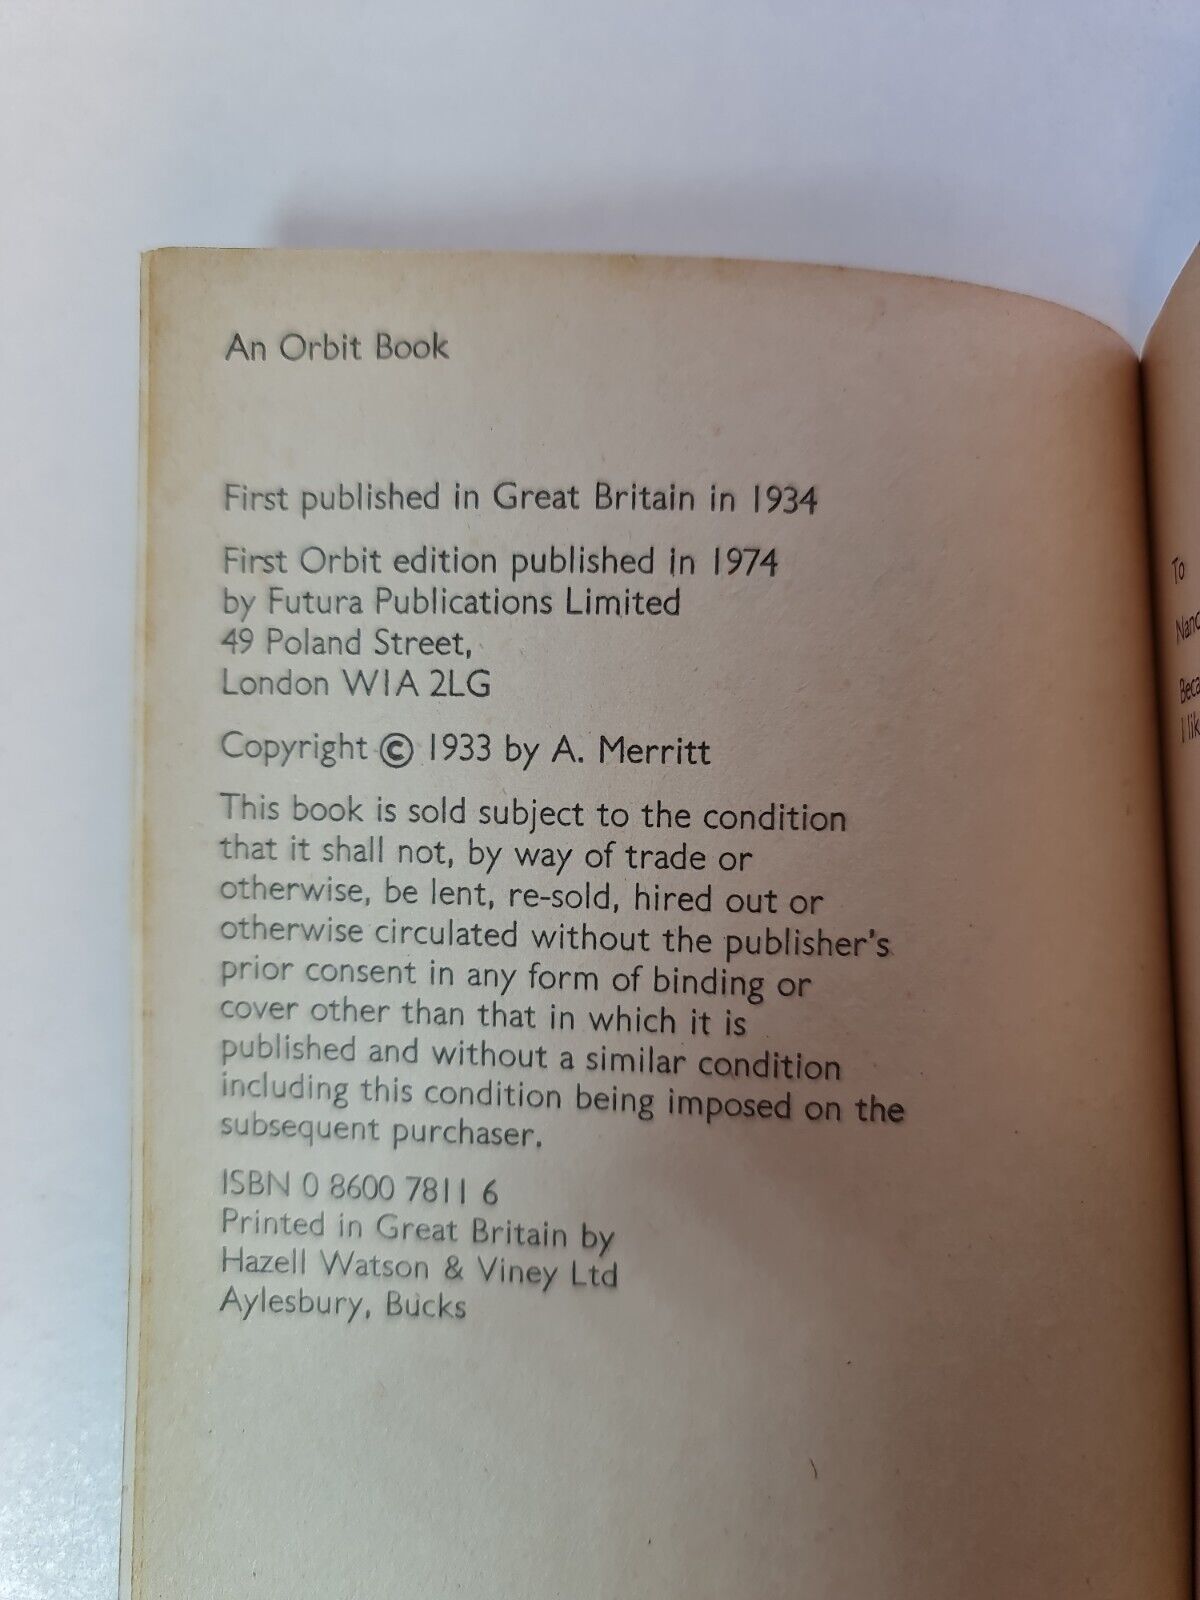 An Orbit Book
First published in Great Britain in 1934
First Orbit edition published in 1974
by Futura Publications Limited
49 Poland Street,
London W1A 2LG
Copyright © 1933 by A. Merritt
This book is sold subject to the condition
that it shall not, by way of trade or
otherwise, be lent, re-sold, hired out or
otherwise circulated without the publisher's
prior consent in any form of binding or
cover other than that in which it is
published and without a similar condition
including this condition being imposed on the
subsequent purchaser.
ISBN 0 8600 7811 6
Printed in Great Britain by
Hazell Watson & Viney Ltd
Aylesbury, Bucks
To
I